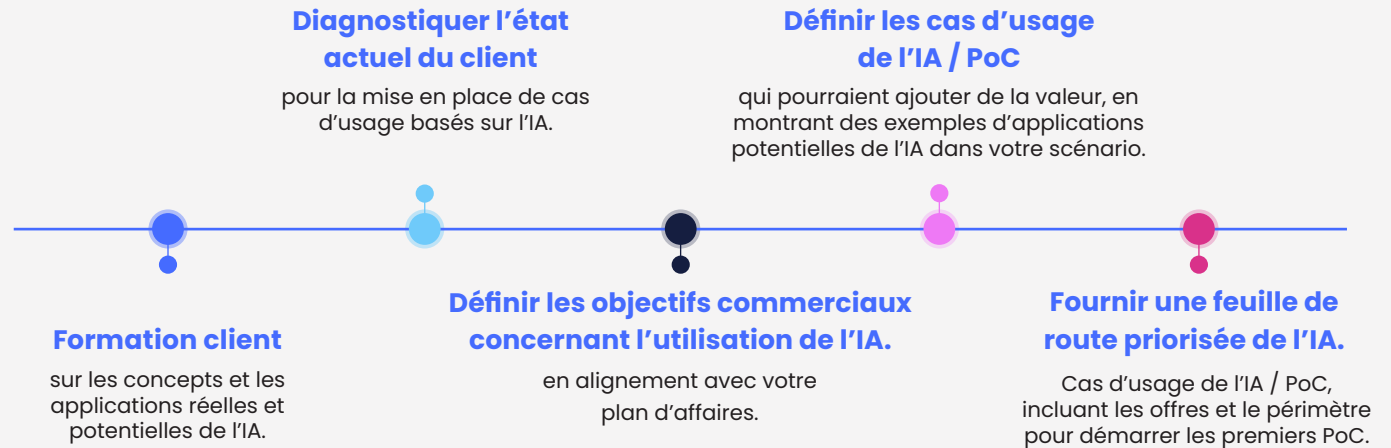 Diagnostiquer l’état
actuel du client
pour la mise en place de cas
d’usage basés sur l’IA.
Définir les cas d’usage
de l’IA / PoC
qui pourraient ajouter de la valeur, en
montrant des exemples d’applications
potentielles de l’IA dans votre scénario.
Formation client
sur les concepts et les
applications réelles et
potentielles de l’IA.
Définir les objectifs commerciaux
concernant l’utilisation de l’IA.
en alignement avec votre
plan d’affaires.
Fournir une feuille de
route priorisée de l’IA.
Cas d’usage de l’IA / PoC,
incluant les offres et le périmètre
pour démarrer les premiers PoC.